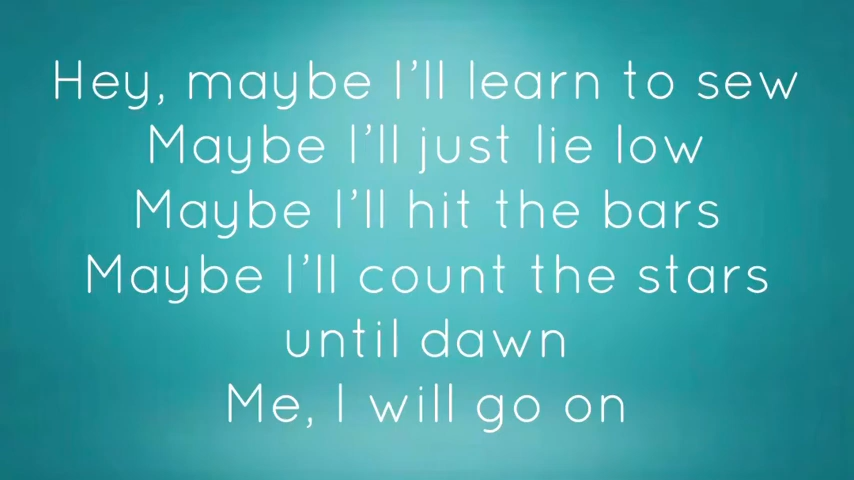 Hey, maybe I’ll learn to sew
Maybe I’ll just lie low
Maybe I’ll hit the bars
Maybe I’ll count the stars
until dawn
Me, I will go on